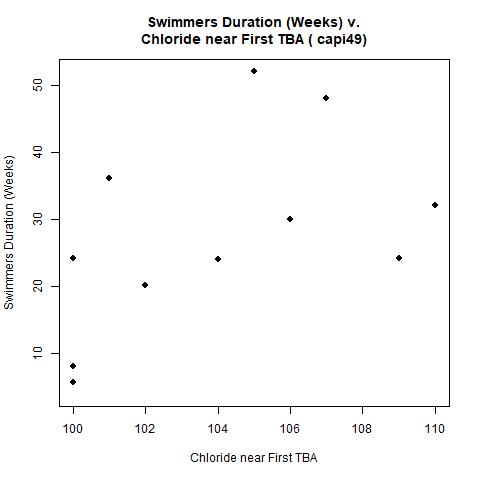 Swimmers Duration (Weeks) v.
Chloride near First TBA ( capi49)
Swimmers Duration (Weeks)
50
40
30
20
10
100 102 104 106 108 110
Chloride near First TBA